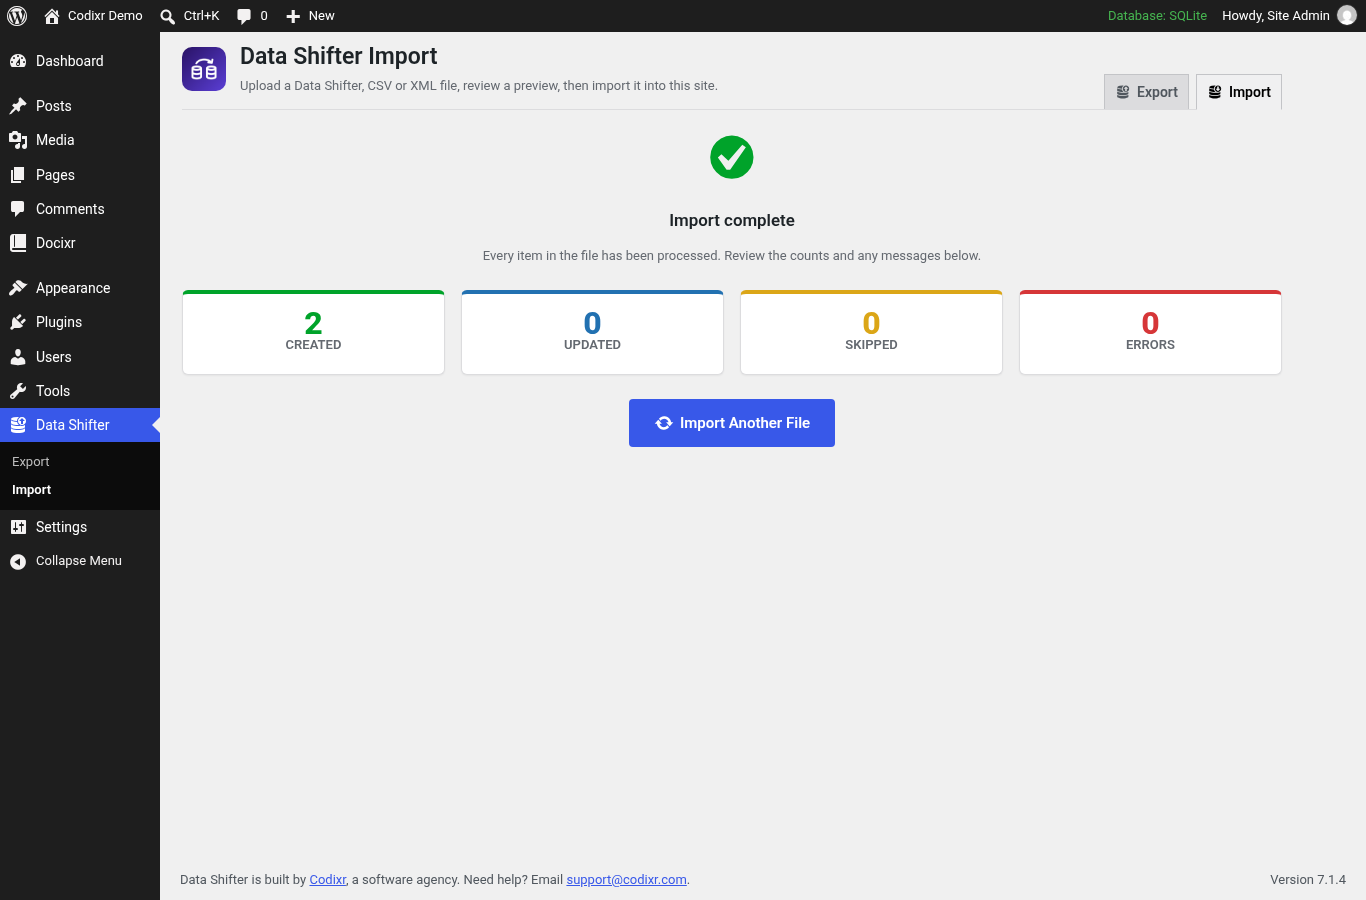 Codixr Demo Ctrl+K 0 New Database: SQLite Howdy, Site Admin
Dashboard
Posts
Media
Pages
Comments
Docixr
Appearance
Plugins
Users
Tools
Data Shifter
Export
Import
Settings
Collapse Menu
Data Shifter Import
Upload a Data Shifter, CSV or XML file, review a preview, then import it into this site.
Export Import
Import complete
Every item in the file has been processed. Review the counts and any messages below.
2 0 0 0
CREATED UPDATED SKIPPED ERRORS
Import Another File
Data Shifter is built by Codixr, a software agency. Need help? Email support@codixr.com. Version 7.1.4